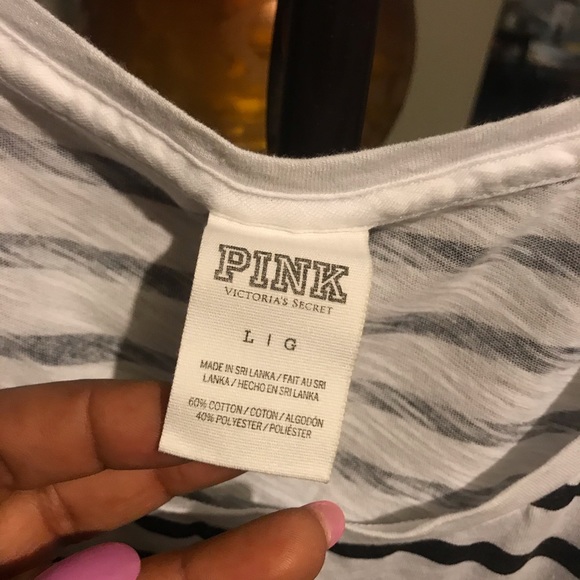 PINK
VICTORIA'S SECRET
L | G
MADE IN SRI LANKA / FAIT AU SRI
LANKA / HECHO EN SRI LANKA
60% COTTON / COTON / ALGODÓN
40% POLYESTER / POLIÉSTER